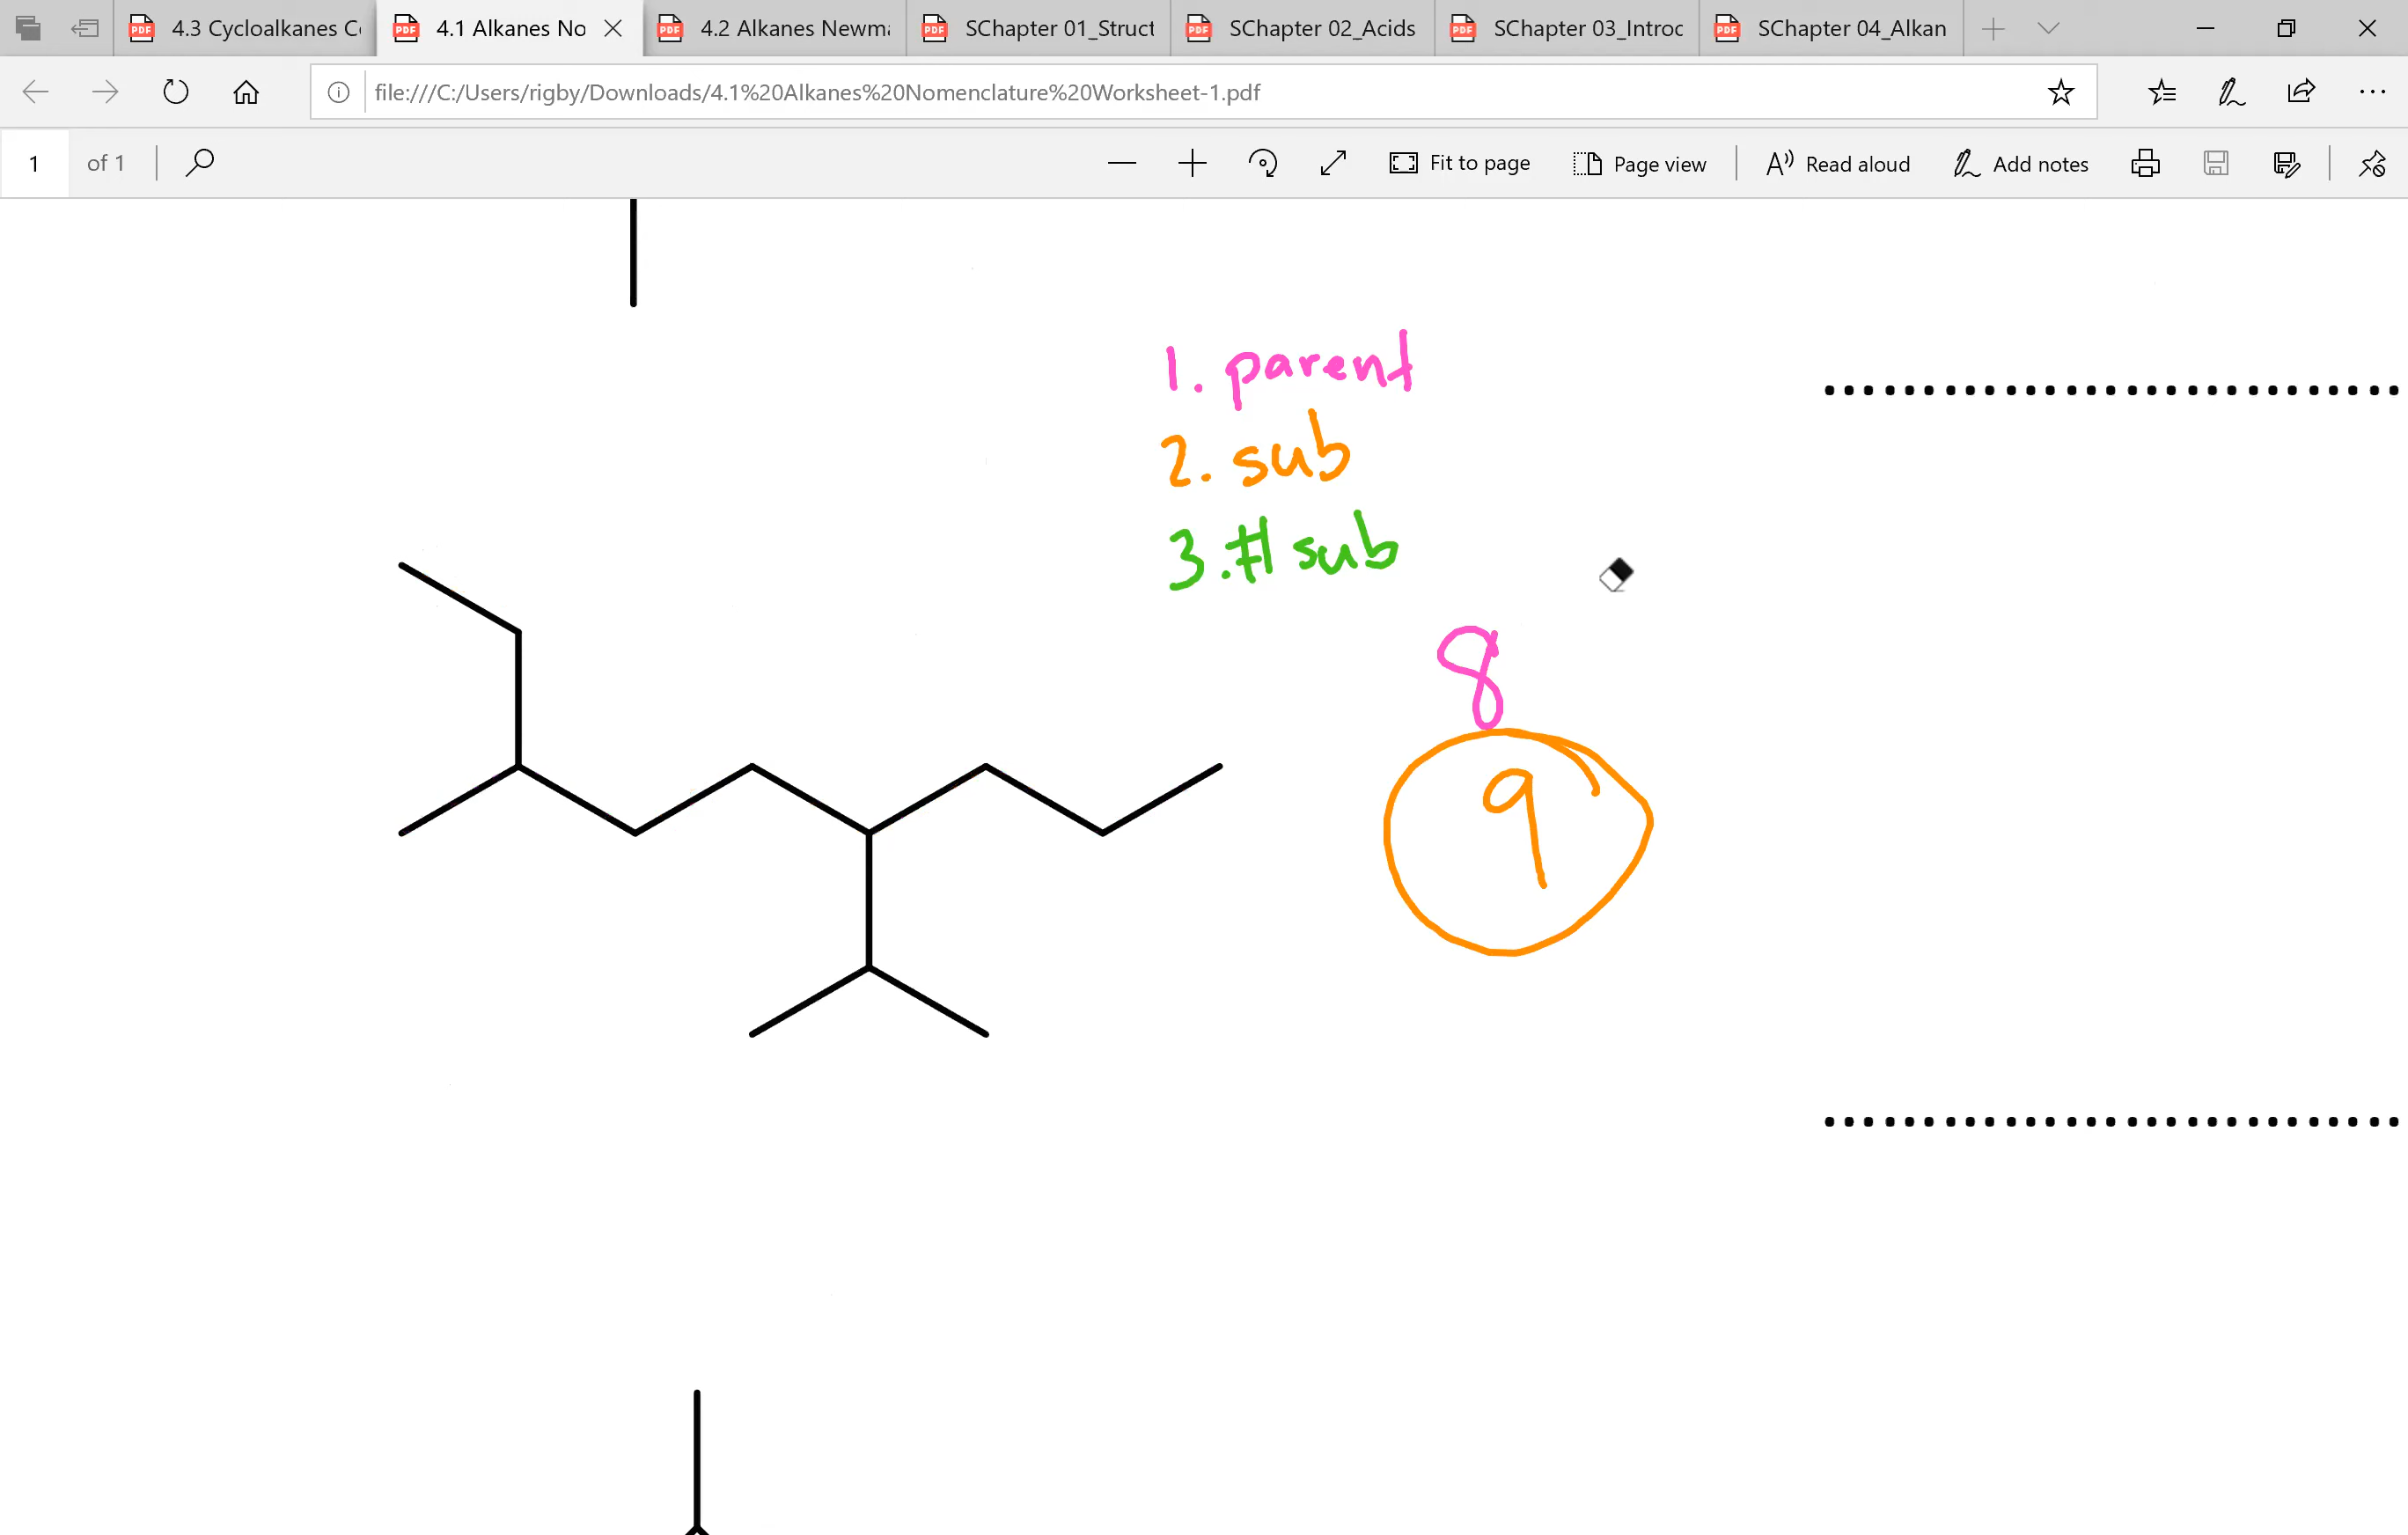 4.3 Cycloalkanes C
4.1 Alkanes No
4.2 Alkanes Newma
SChapter 01_Struct
SChapter 02_Acids
SChapter 03_Introc
SChapter 04_Alkan
file:///C:/Users/rigby/Downloads/4.1%20Alkanes%20Nomenclature%20Worksheet-1.pdf
1 of 1
Fit to page
Page view
Read aloud
Add notes
1. parent
2. sub
3. # sub
8
9